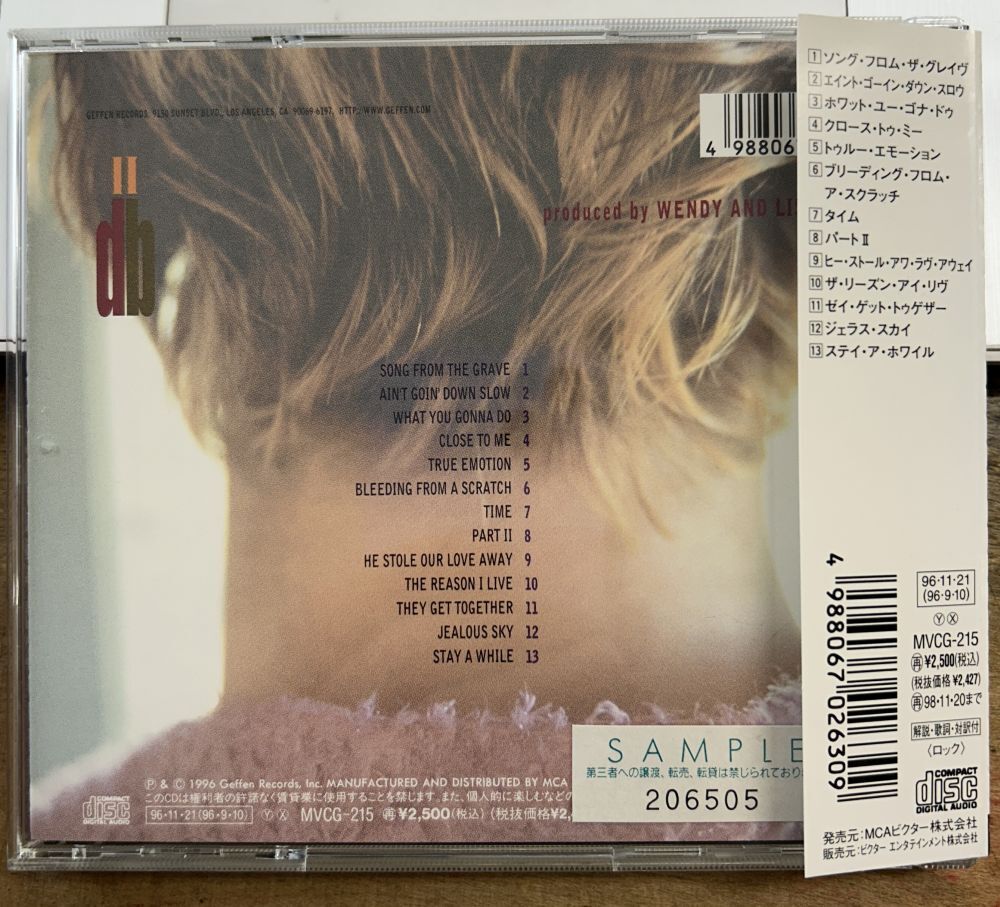 GEFFEN RECORDS, 9150 SUNSET BLVD., LOS ANGELES, CA 90069-6197. HTTP://WWW.GEFFEN.COM
4 98806
II
db
produced by WENDY AND
SONG FROM THE GRAVE 1
AIN'T GOIN' DOWN SLOW 2
WHAT YOU GONNA DO 3
CLOSE TO ME 4
TRUE EMOTION 5
BLEEDING FROM A SCRATCH 6
TIME 7
PART II 8
HE STOLE OUR LOVE AWAY 9
THE REASON I LIVE 10
THEY GET TOGETHER 11
JEALOUS SKY 12
STAY A WHILE 13
SAMPLE
第三者への譲渡、転売、転貸は禁じられており
206505
℗ & © 1996 Geffen Records, Inc. MANUFACTURED AND DISTRIBUTED BY MCA
このCDは権利者の許諾なく賃貸業に使用することを禁じます。また、個人的に楽しむなどの
COMPACT disc DIGITAL AUDIO
96・11・21(96・9・10) Ⓨ Ⓧ MVCG-215 再 ¥2,500(税込) (税抜価格¥2,
1 ソング・フロム・ザ・グレイヴ
2 エイント・ゴーイン・ダウン・スロウ
3 ホワット・ユー・ゴナ・ドゥ
4 クロース・トゥ・ミー
5 トゥルー・エモーション
6 ブリーディング・フロム・
ア・スクラッチ
7 タイム
8 パートⅡ
9 ヒー・ストール・アワ・ラヴ・アウェイ
10 ザ・リーズン・アイ・リヴ
11 ゼイ・ゲット・トゥゲザー
12 ジェラス・スカイ
13 ステイ・ア・ホワイル
4 988067 026309
96・11・21
(96・9・10)
Ⓨ Ⓧ
MVCG-215
再 ¥2,500(税込)
(税抜価格 ¥2,427)
再 98・11・20まで
解説・歌詞・対訳付
〈ロック〉
COMPACT
disc
DIGITAL AUDIO
発売元:MCAビクター株式会社
販売元:ビクター エンタテインメント株式会社